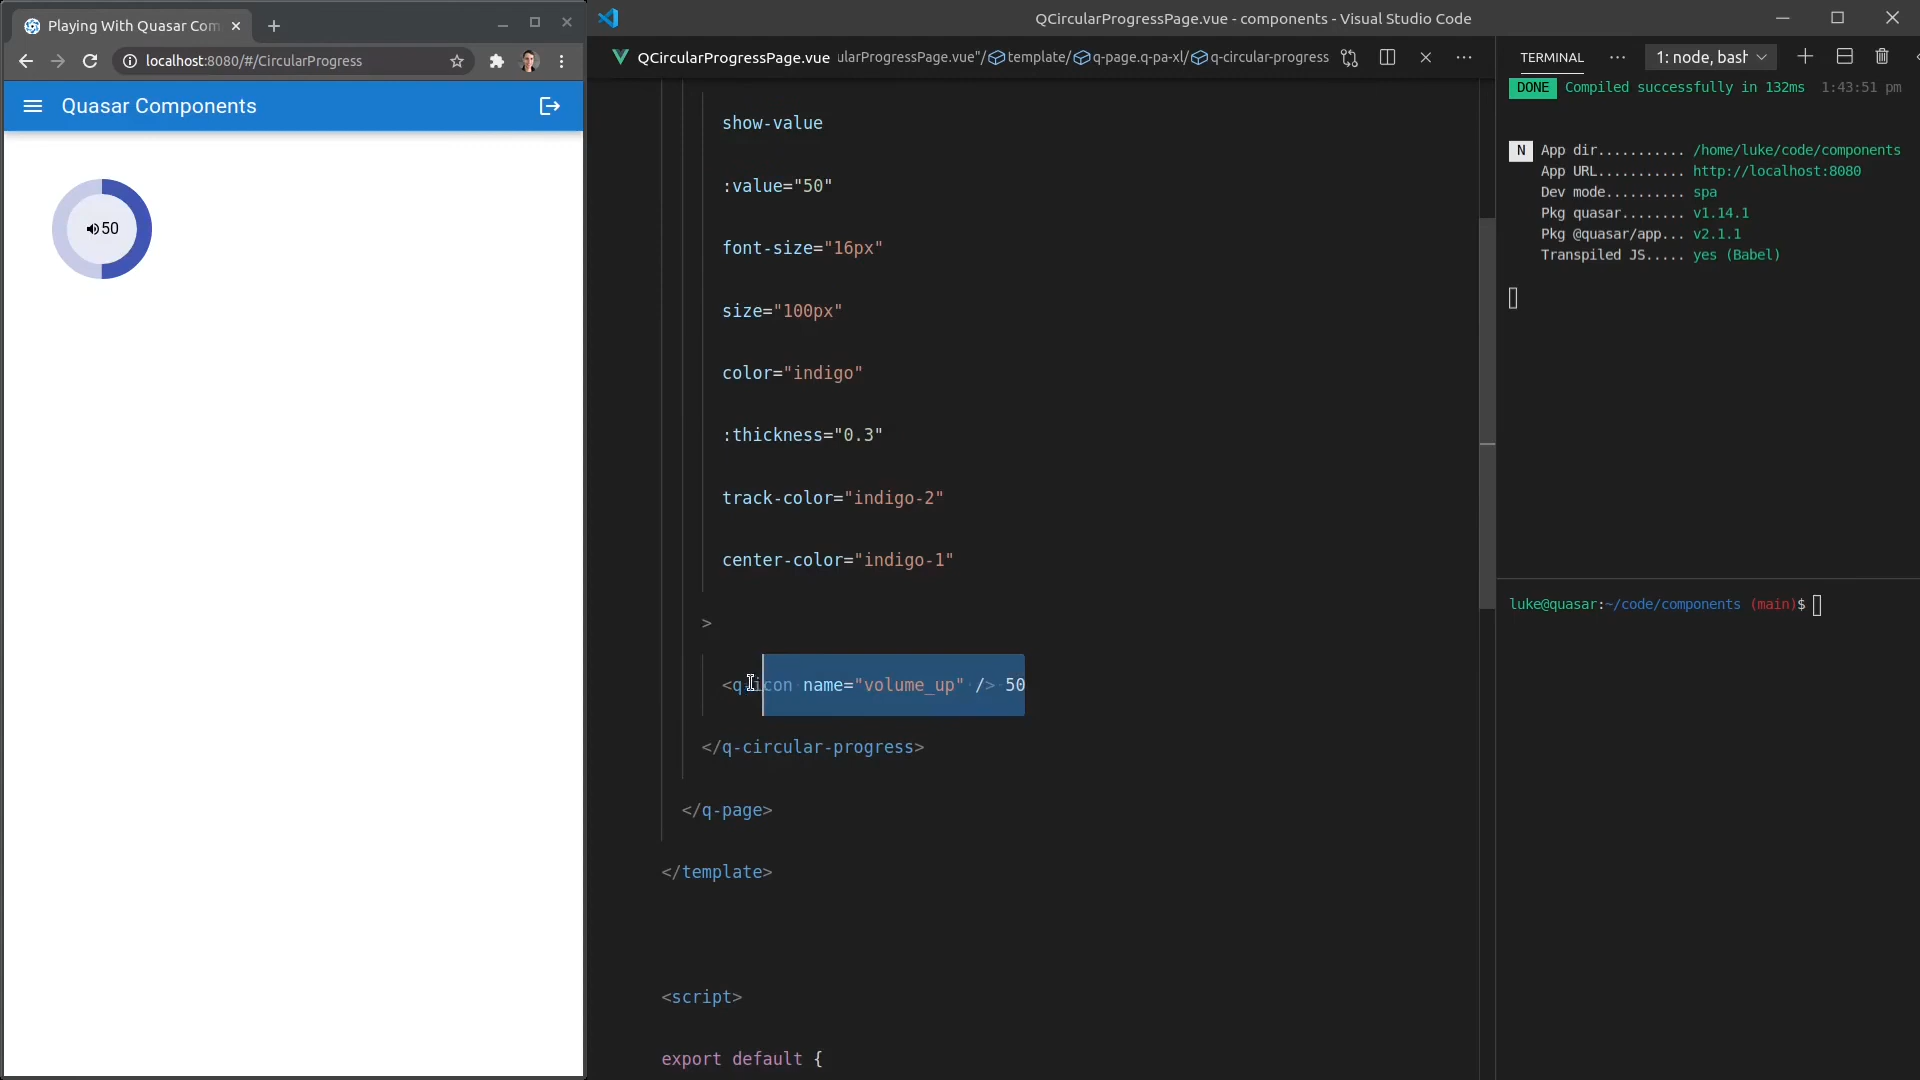 Playing With Quasar Com
localhost:8080/#/CircularProgress
Quasar Components
50
QCircularProgressPage.vue - components - Visual Studio Code
QCircularProgressPage.vue ularProgressPage.vue"/ template/ q-page.q-pa-xl/ q-circular-progress
show-value
:value="50"
font-size="16px"
size="100px"
color="indigo"
:thickness="0.3"
track-color="indigo-2"
center-color="indigo-1"
>
<q-icon name="volume_up" /> 50
</q-circular-progress>
</q-page>
</template>
<script>
export default {
TERMINAL ··· 1: node, bash
DONE Compiled successfully in 132ms 1:43:51 pm
N App dir........... /home/luke/code/components
App URL........... http://localhost:8080
Dev mode.......... spa
Pkg quasar........ v1.14.1
Pkg @quasar/app... v2.1.1
Transpiled JS..... yes (Babel)
luke@quasar:~/code/components (main)$